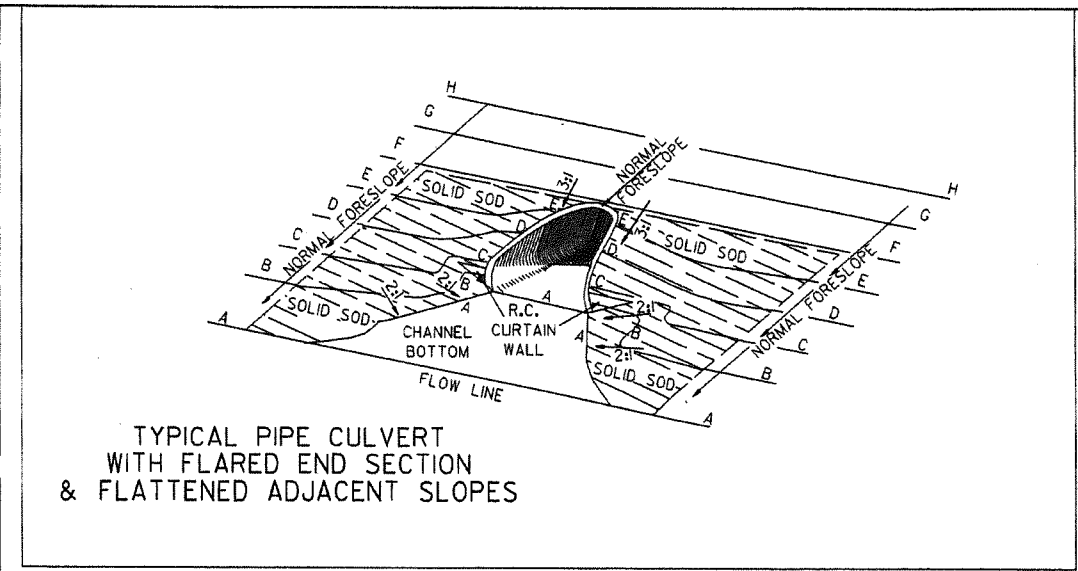 H
G
F
E
D
C
B
A
NORMAL FORESLOPE
SOLID SOD
SOLID SOD
2:1
2:1
NORMAL
FORESLOPE
3:1
3:1
E
D
C
B
A
E
D
C
B
A
A
R.C.
CURTAIN
WALL
CHANNEL
BOTTOM
FLOW LINE
2:1
2:1
SOLID SOD
SOLID SOD
NORMAL FORESLOPE
H
G
F
E
D
C
B
A
TYPICAL PIPE CULVERT
WITH FLARED END SECTION
& FLATTENED ADJACENT SLOPES